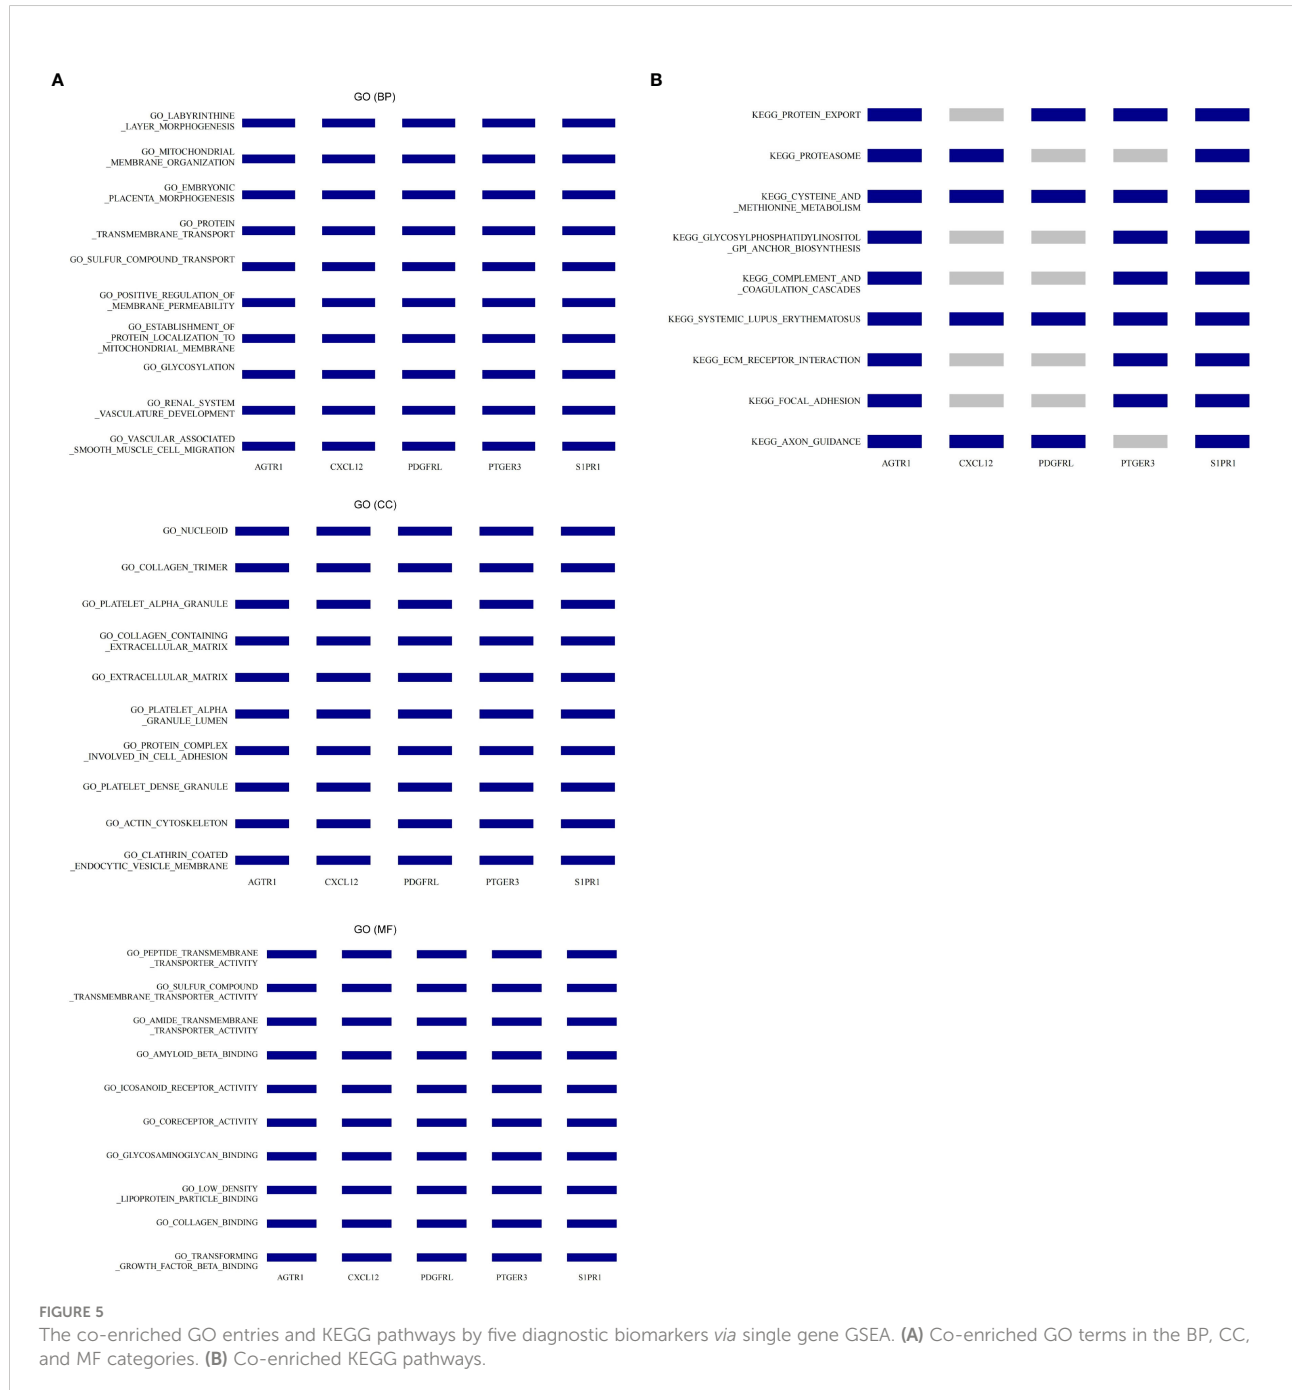 A
GO (BP)
GO_LABYRINTHINE
_LAYER_MORPHOGENESIS
GO_MITOCHONDRIAL
_MEMBRANE_ORGANIZATION
GO_EMBRYONIC
_PLACENTA_MORPHOGENESIS
GO_PROTEIN
_TRANSMEMBRANE_TRANSPORT
GO_SULFUR_COMPOUND_TRANSPORT
GO_POSITIVE_REGULATION_OF
_MEMBRANE_PERMEABILITY
GO_ESTABLISHMENT_OF
_PROTEIN_LOCALIZATION_TO
_MITOCHONDRIAL_MEMBRANE
GO_GLYCOSYLATION
GO_RENAL_SYSTEM
_VASCULATURE_DEVELOPMENT
GO_VASCULAR_ASSOCIATED
_SMOOTH_MUSCLE_CELL_MIGRATION
AGTR1 CXCL12 PDGFRL PTGER3 S1PR1
GO (CC)
GO_NUCLEOID
GO_COLLAGEN_TRIMER
GO_PLATELET_ALPHA_GRANULE
GO_COLLAGEN_CONTAINING
_EXTRACELLULAR_MATRIX
GO_EXTRACELLULAR_MATRIX
GO_PLATELET_ALPHA
_GRANULE_LUMEN
GO_PROTEIN_COMPLEX
_INVOLVED_IN_CELL_ADHESION
GO_PLATELET_DENSE_GRANULE
GO_ACTIN_CYTOSKELETON
GO_CLATHRIN_COATED
_ENDOCYTIC_VESICLE_MEMBRANE
AGTR1 CXCL12 PDGFRL PTGER3 S1PR1
GO (MF)
GO_PEPTIDE_TRANSMEMBRANE
_TRANSPORTER_ACTIVITY
GO_SULFUR_COMPOUND
_TRANSMEMBRANE_TRANSPORTER_ACTIVITY
GO_AMIDE_TRANSMEMBRANE
_TRANSPORTER_ACTIVITY
GO_AMYLOID_BETA_BINDING
GO_ICOSANOID_RECEPTOR_ACTIVITY
GO_CORECEPTOR_ACTIVITY
GO_GLYCOSAMINOGLYCAN_BINDING
GO_LOW_DENSITY
_LIPOPROTEIN_PARTICLE_BINDING
GO_COLLAGEN_BINDING
GO_TRANSFORMING
_GROWTH_FACTOR_BETA_BINDING
AGTR1 CXCL12 PDGFRL PTGER3 S1PR1
B
KEGG_PROTEIN_EXPORT
KEGG_PROTEASOME
KEGG_CYSTEINE_AND
_METHIONINE_METABOLISM
KEGG_GLYCOSYLPHOSPHATIDYLINOSITOL
_GPI_ANCHOR_BIOSYNTHESIS
KEGG_COMPLEMENT_AND
_COAGULATION_CASCADES
KEGG_SYSTEMIC_LUPUS_ERYTHEMATOSUS
KEGG_ECM_RECEPTOR_INTERACTION
KEGG_FOCAL_ADHESION
KEGG_AXON_GUIDANCE
AGTR1 CXCL12 PDGFRL PTGER3 S1PR1
FIGURE 5
The co-enriched GO entries and KEGG pathways by five diagnostic biomarkers via single gene GSEA. (A) Co-enriched GO terms in the BP, CC,
and MF categories. (B) Co-enriched KEGG pathways.